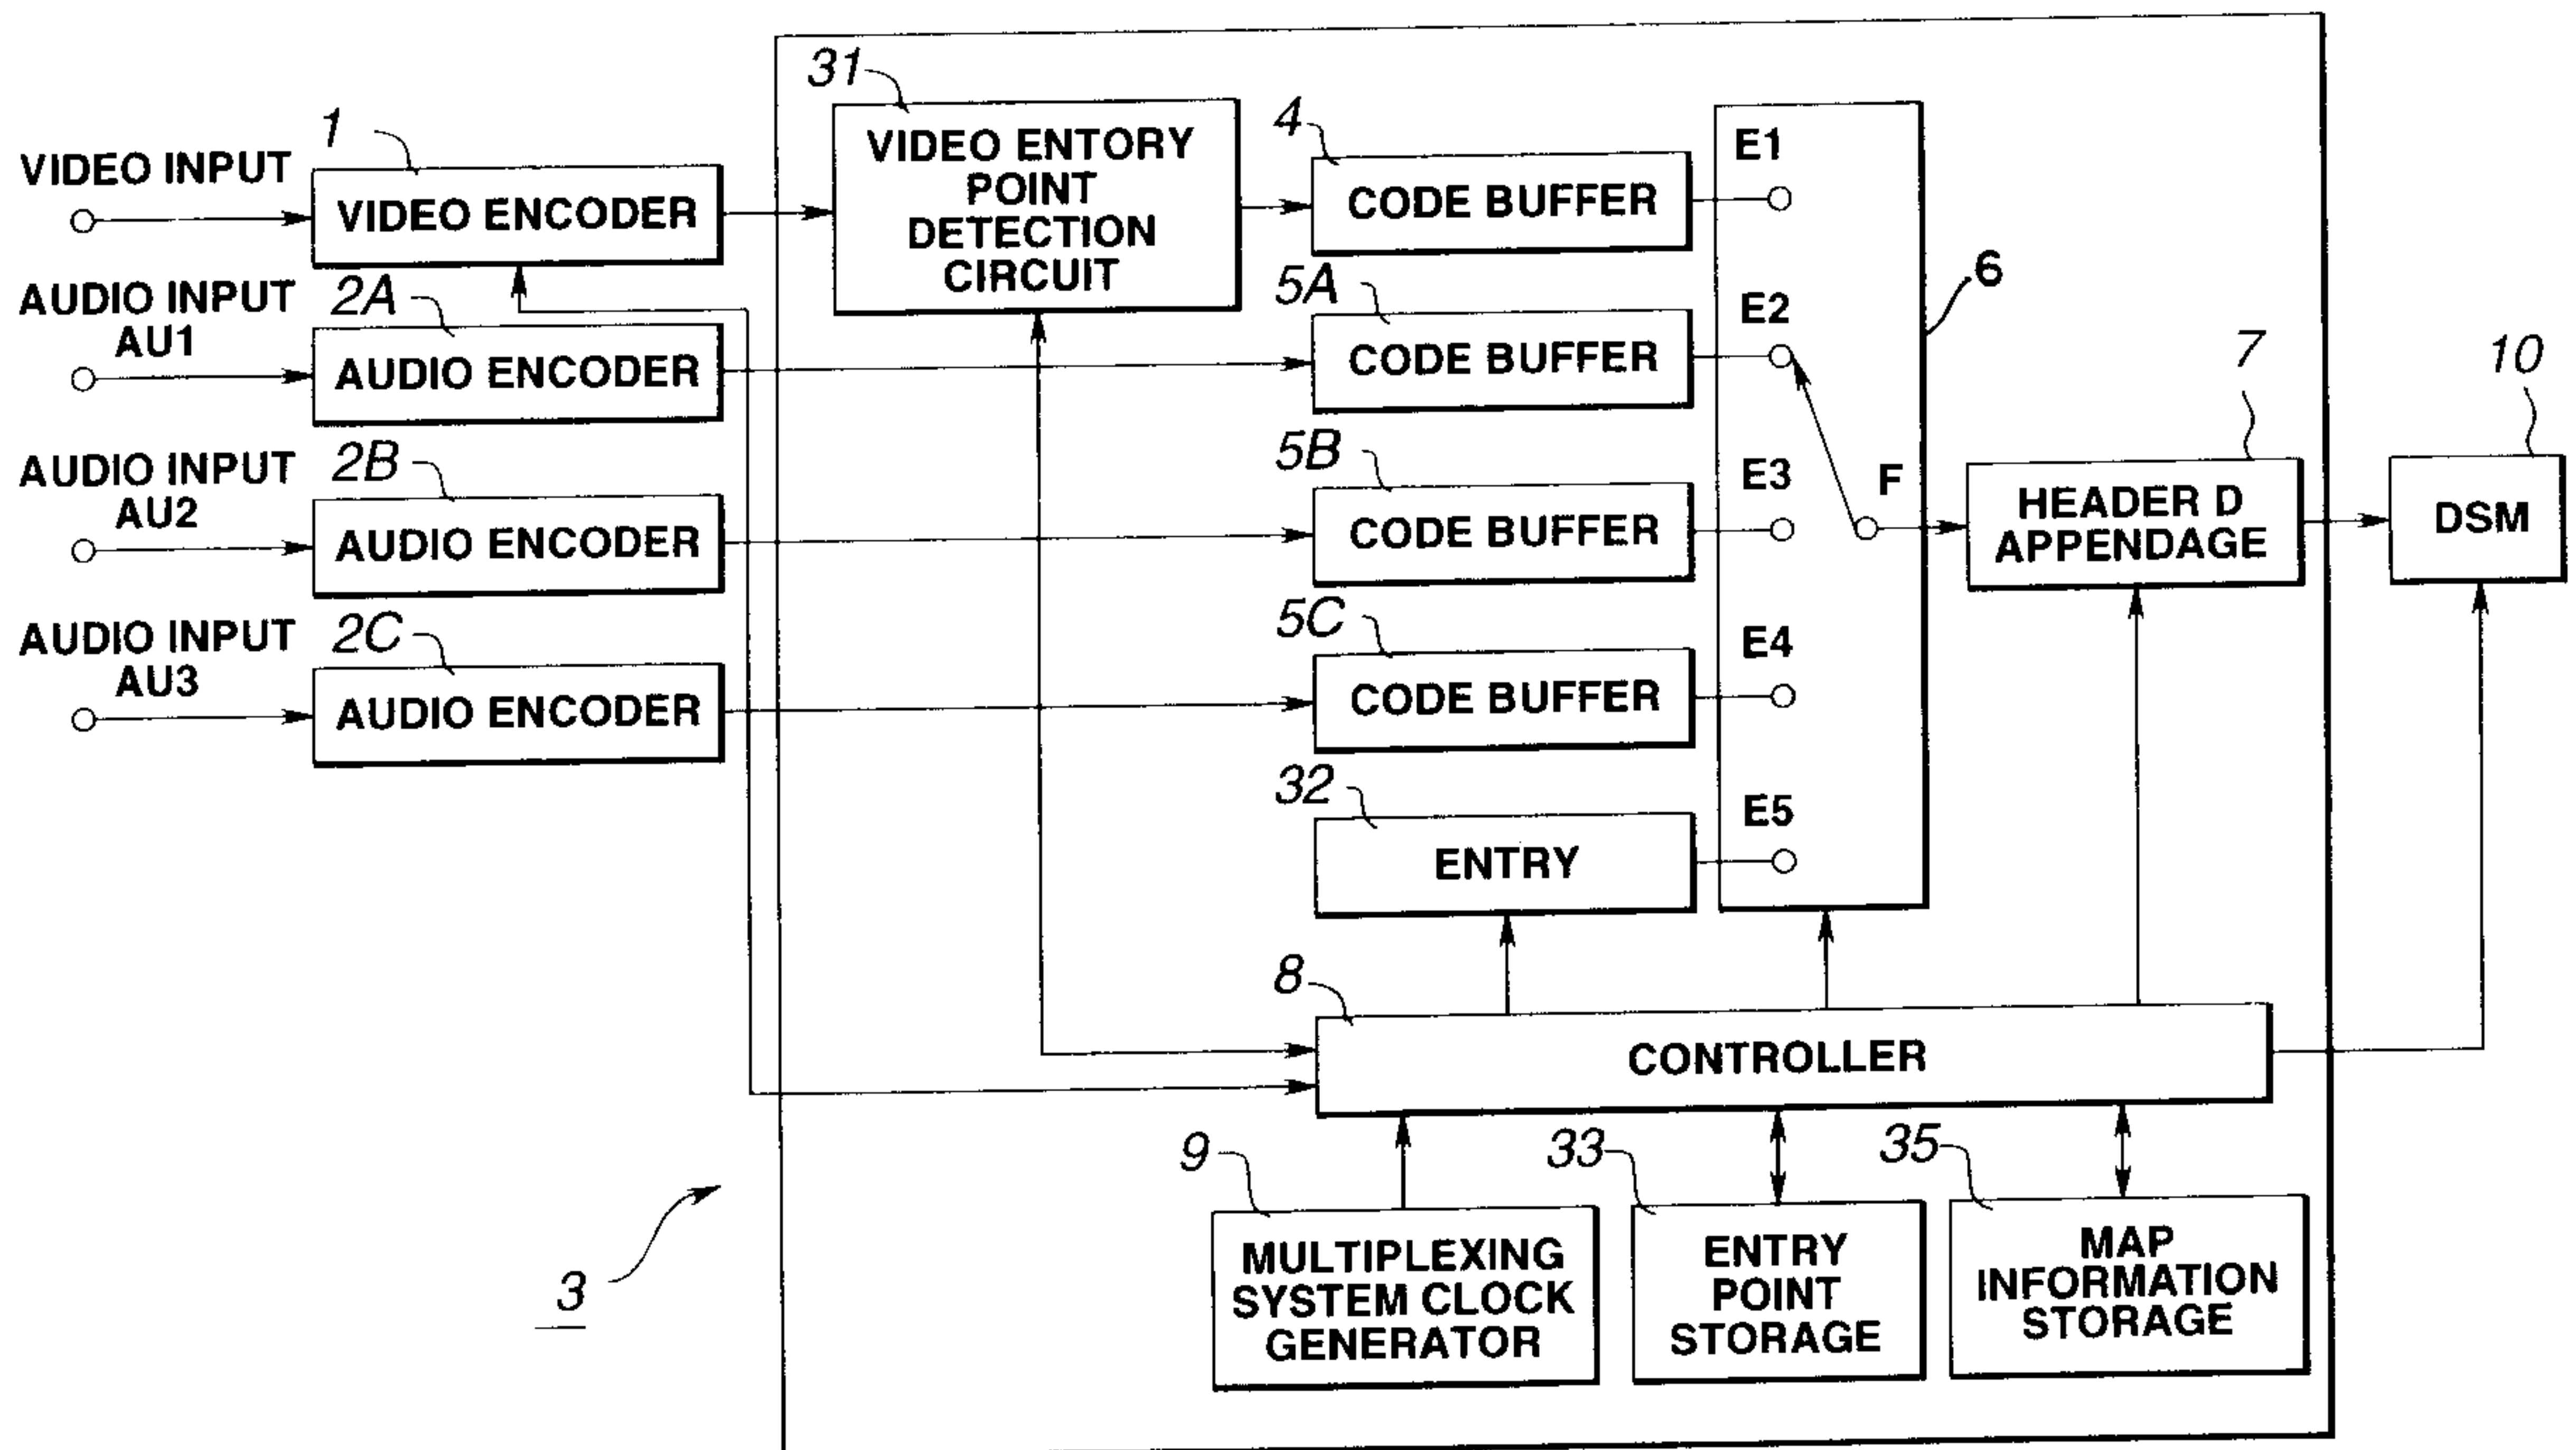 31
1
4
VIDEO INPUT
VIDEO ENCODER
VIDEO ENTORY
POINT
DETECTION
CIRCUIT
CODE BUFFER
E1
AUDIO INPUT
AU1
2A
AUDIO ENCODER
5A
CODE BUFFER
E2
6
AUDIO INPUT
AU2
2B
AUDIO ENCODER
5B
CODE BUFFER
E3
F
7
HEADER D
APPENDAGE
10
DSM
AUDIO INPUT
AU3
2C
AUDIO ENCODER
5C
CODE BUFFER
E4
32
ENTRY
E5
8
CONTROLLER
9
MULTIPLEXING
SYSTEM CLOCK
GENERATOR
33
ENTRY
POINT
STORAGE
35
MAP
INFORMATION
STORAGE
3